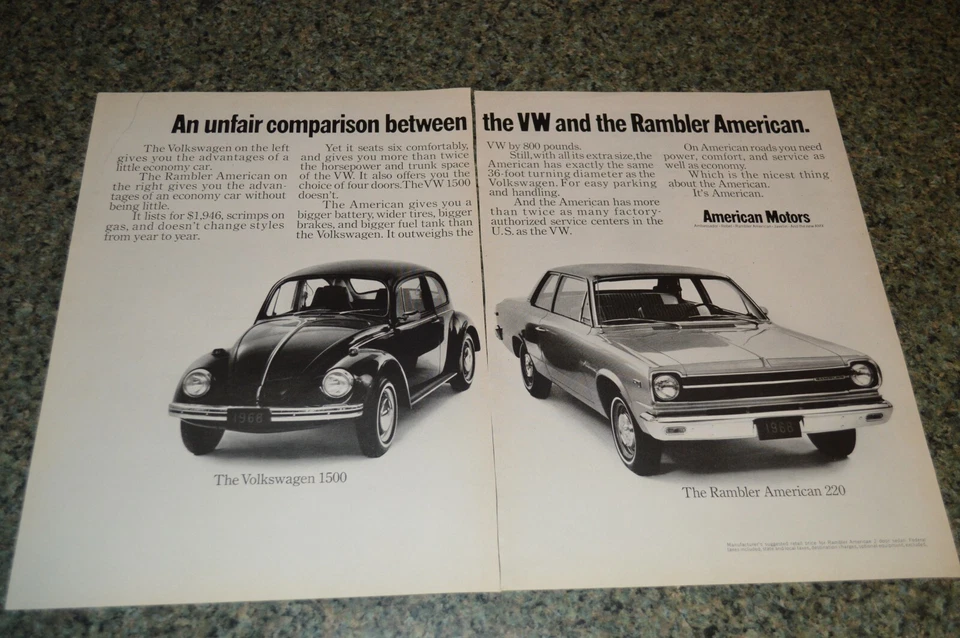 An unfair comparison between the VW and the Rambler American.
The Volkswagen on the left
gives you the advantages of a
little economy car.
The Rambler American on
the right gives you the advan-
tages of an economy car without
being little.
It lists for $1,946, scrimps on
gas, and doesn't change styles
from year to year.
Yet it seats six comfortably,
and gives you more than twice
the horsepower and trunk space
of the VW. It also offers you the
choice of four doors. The VW 1500
doesn't.
The American gives you a
bigger battery, wider tires, bigger
brakes, and bigger fuel tank than
the Volkswagen. It outweighs the
VW by 800 pounds.
Still, with all its extra size, the
American has exactly the same
36-foot turning diameter as the
Volkswagen. For easy parking
and handling.
And the American has more
than twice as many factory-
authorized service centers in the
U.S. as the VW.
On American roads you need
power, comfort, and service as
well as economy.
Which is the nicest thing
about the American.
It's American.
American Motors
1968
1968
The Volkswagen 1500
The Rambler American 220